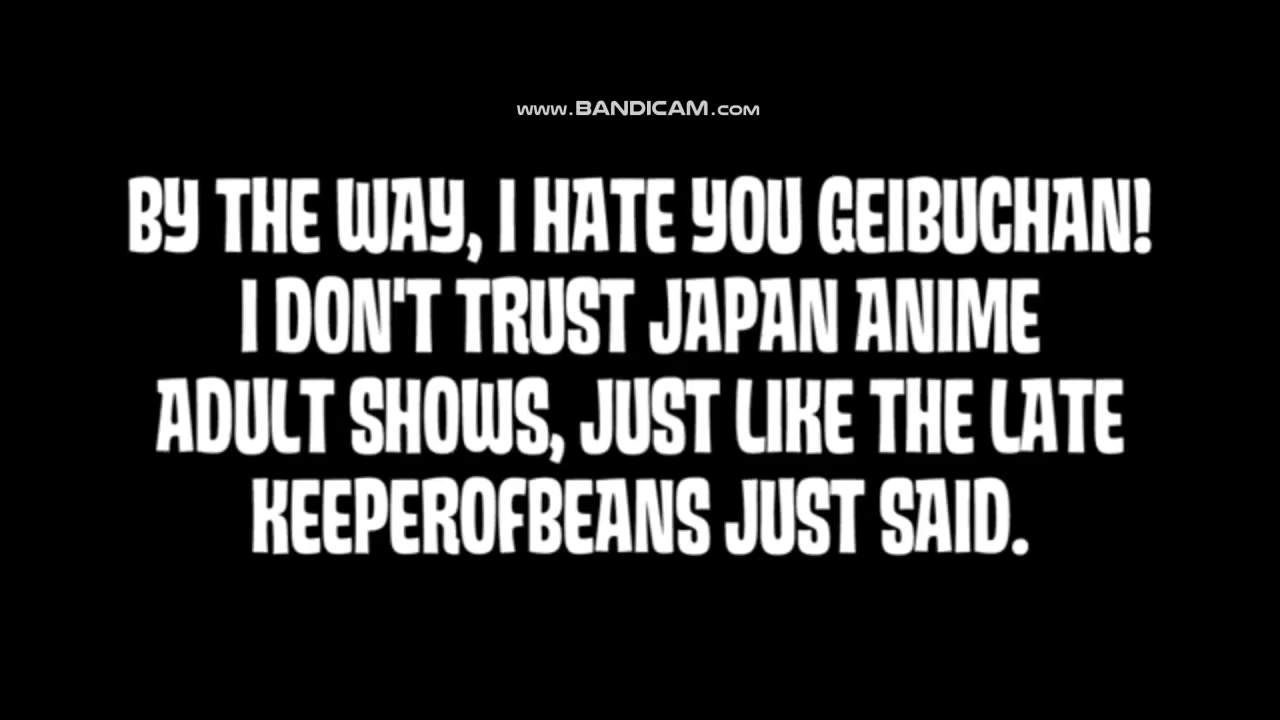 www.BANDICAM.com
BY THE WAY, I HATE YOU GEIBUCHAN!
I DON'T TRUST JAPAN ANIME
ADULT SHOWS, JUST LIKE THE LATE
KEEPEROFBEANS JUST SAID.